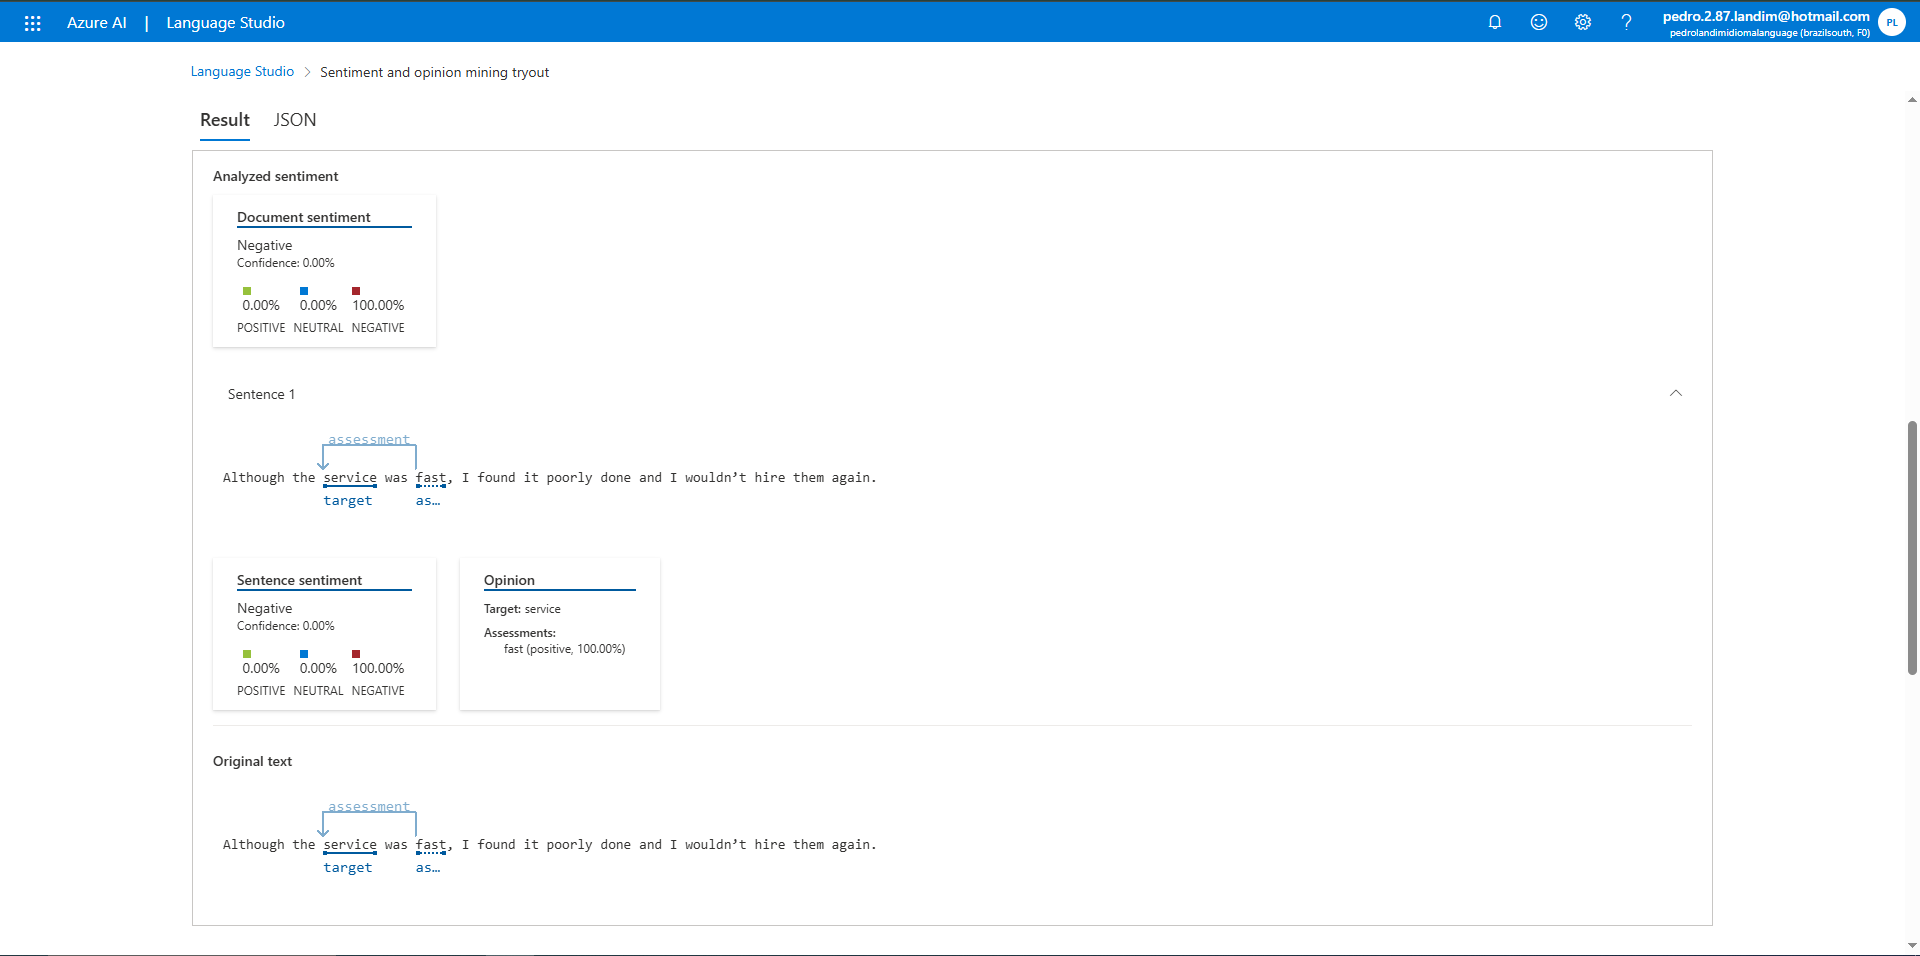 Azure AI | Language Studio
pedro.2.87.landim@hotmail.com
pedrolandimidiomalanguage (brazilsouth, F0)
PL
Language Studio > Sentiment and opinion mining tryout
Result JSON
Analyzed sentiment
Document sentiment
Negative
Confidence: 0.00%
0.00% 0.00% 100.00%
POSITIVE NEUTRAL NEGATIVE
Sentence 1
assessment
Although the service was fast, I found it poorly done and I wouldn’t hire them again.
target as…
Sentence sentiment
Negative
Confidence: 0.00%
0.00% 0.00% 100.00%
POSITIVE NEUTRAL NEGATIVE
Opinion
Target: service
Assessments:
fast (positive, 100.00%)
Original text
assessment
Although the service was fast, I found it poorly done and I wouldn’t hire them again.
target as…